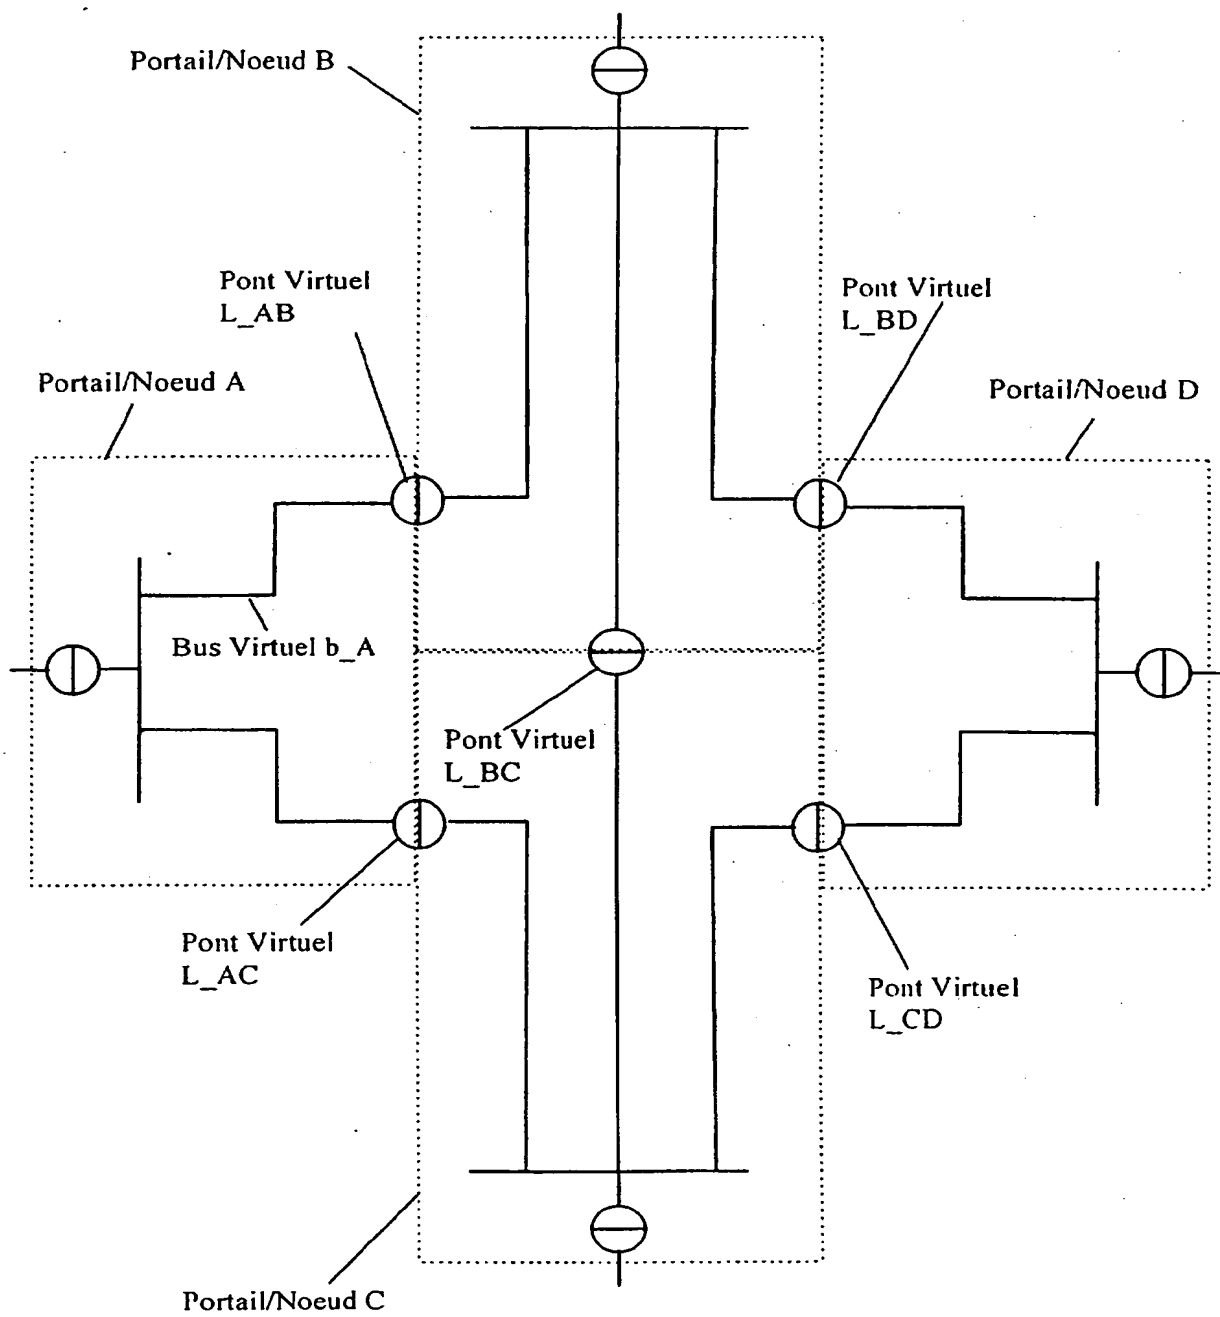 Portail/Noeud B
Pont Virtuel
L_AB
Pont Virtuel
L_BD
Portail/Noeud A
Portail/Noeud D
Bus Virtuel b_A
Pont Virtuel
L_BC
Pont Virtuel
L_AC
Pont Virtuel
L_CD
Portail/Noeud C